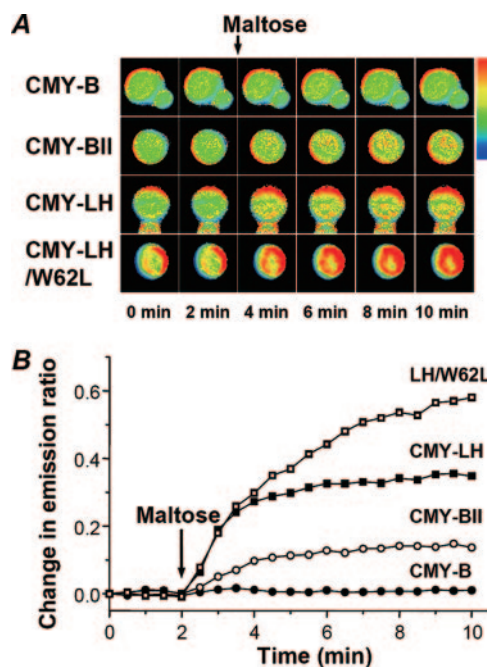 A
Maltose
CMY-B
CMY-BII
CMY-LH
CMY-LH
/W62L
0 min 2 min 4 min 6 min 8 min 10 min
B
LH/W62L
CMY-LH
CMY-BII
CMY-B
Maltose
Change in emission ratio
0.6
0.4
0.2
0.0
0 2 4 6 8 10
Time (min)